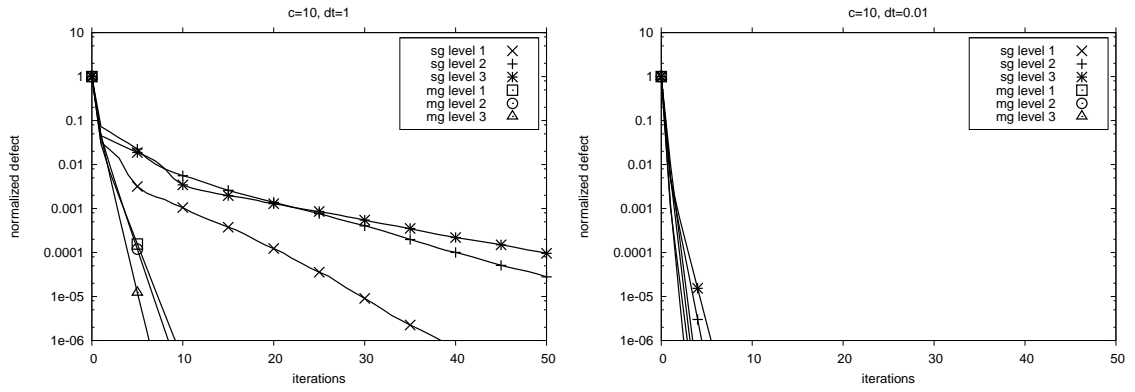 c=10, dt=1
10
1
0.1
0.01
0.001
0.0001
1e-05
1e-06
0 10 20 30 40 50
normalized defect
iterations
sg level 1
sg level 2
sg level 3
mg level 1
mg level 2
mg level 3
c=10, dt=0.01
10
1
0.1
0.01
0.001
0.0001
1e-05
1e-06
0 10 20 30 40 50
normalized defect
iterations
sg level 1
sg level 2
sg level 3
mg level 1
mg level 2
mg level 3